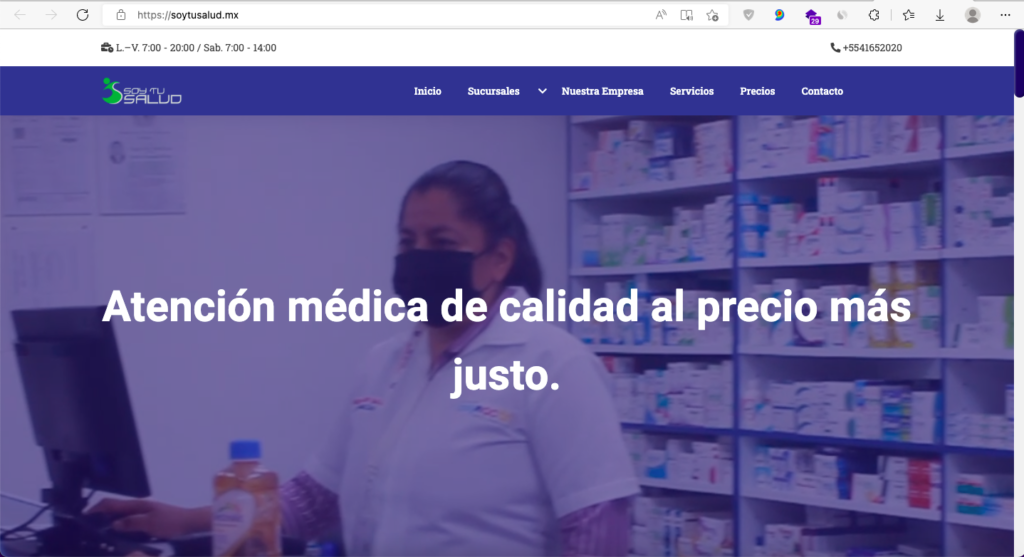 https://soytusalud.mx
29
L.–V. 7:00 - 20:00 / Sab. 7:00 - 14:00
+5541652020
SOY TU
SALUD
Inicio Sucursales Nuestra Empresa Servicios Precios Contacto
Atención médica de calidad al precio más
justo.